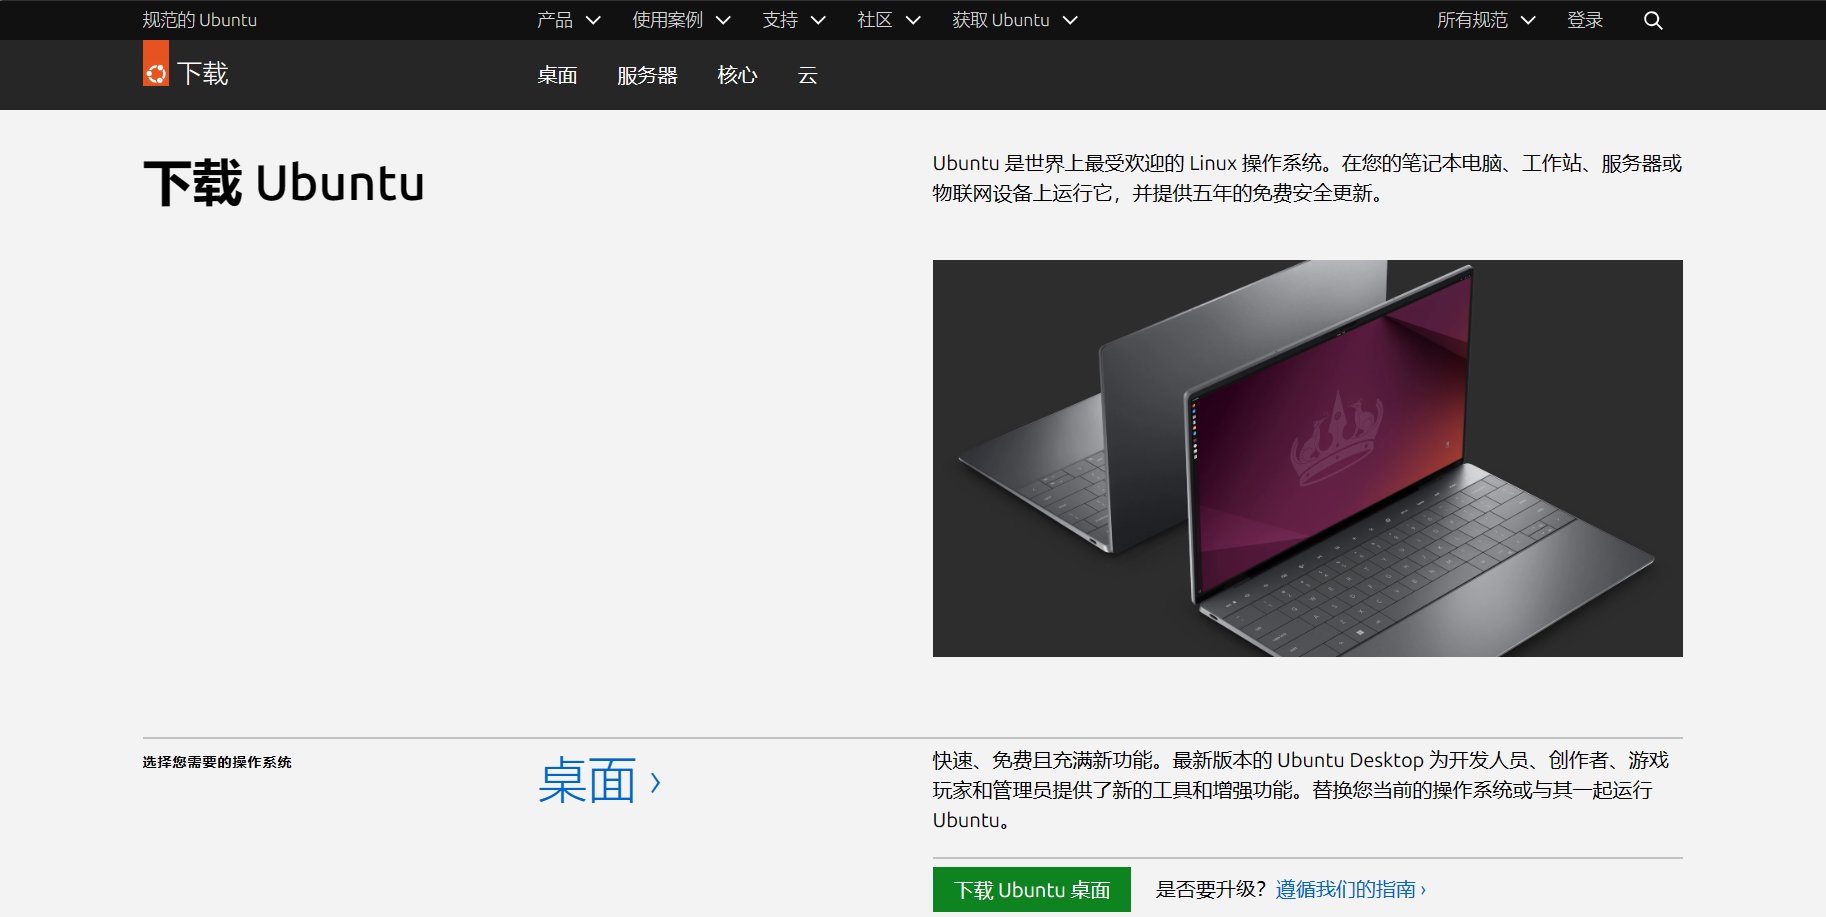 规范的 Ubuntu
产品
使用案例
支持
社区
获取 Ubuntu
所有规范
登录
下载
桌面
服务器
核心
云
下载 Ubuntu
Ubuntu 是世界上最受欢迎的 Linux 操作系统。在您的笔记本电脑、工作站、服务器或
物联网设备上运行它，并提供五年的免费安全更新。
选择您需要的操作系统
桌面 ›
快速、免费且充满新功能。最新版本的 Ubuntu Desktop 为开发人员、创作者、游戏
玩家和管理员提供了新的工具和增强功能。替换您当前的操作系统或与其一起运行
Ubuntu。
下载 Ubuntu 桌面
是否要升级？遵循我们的指南 ›